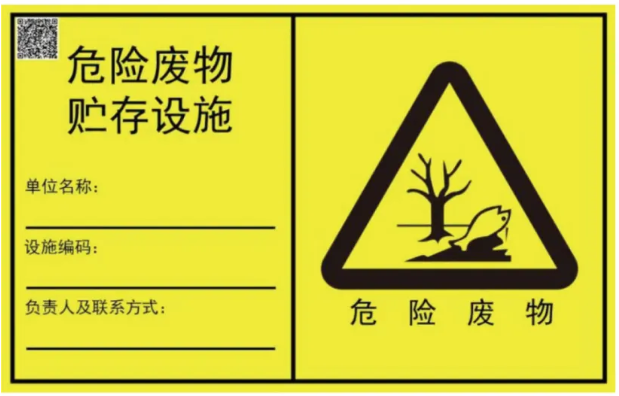 危险废物
贮存设施
单位名称：
设施编码：
负责人及联系方式：
危险废物